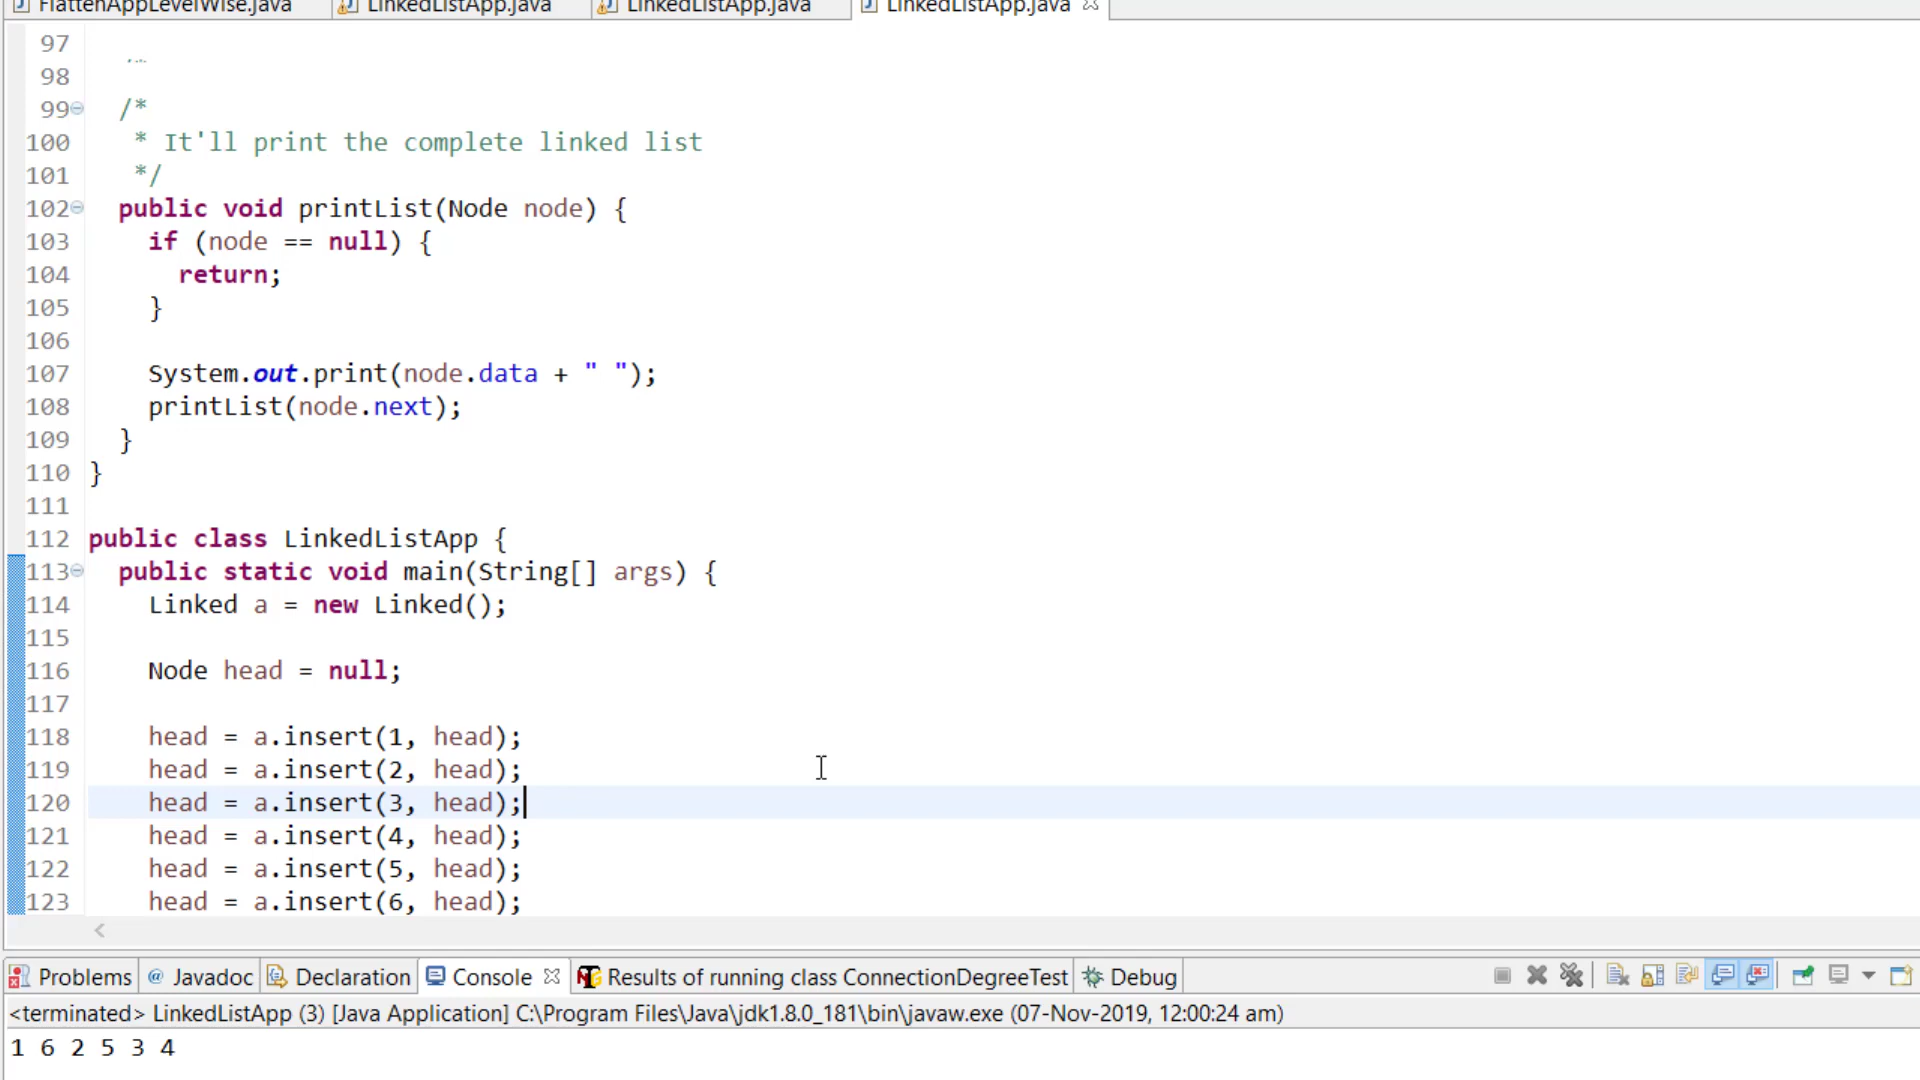 FlattenAppLevelWise.java LinkedListApp.java LinkedListApp.java LinkedListApp.java
97
98
99 /*
100 * It'll print the complete linked list
101 */
102 public void printList(Node node) {
103 if (node == null) {
104 return;
105 }
106
107 System.out.print(node.data + " ");
108 printList(node.next);
109 }
110 }
111
112 public class LinkedListApp {
113 public static void main(String[] args) {
114 Linked a = new Linked();
115
116 Node head = null;
117
118 head = a.insert(1, head);
119 head = a.insert(2, head);
120 head = a.insert(3, head);
121 head = a.insert(4, head);
122 head = a.insert(5, head);
123 head = a.insert(6, head);
Problems @ Javadoc Declaration Console Results of running class ConnectionDegreeTest Debug
<terminated> LinkedListApp (3) [Java Application] C:\Program Files\Java\jdk1.8.0_181\bin\javaw.exe (07-Nov-2019, 12:00:24 am)
1 6 2 5 3 4